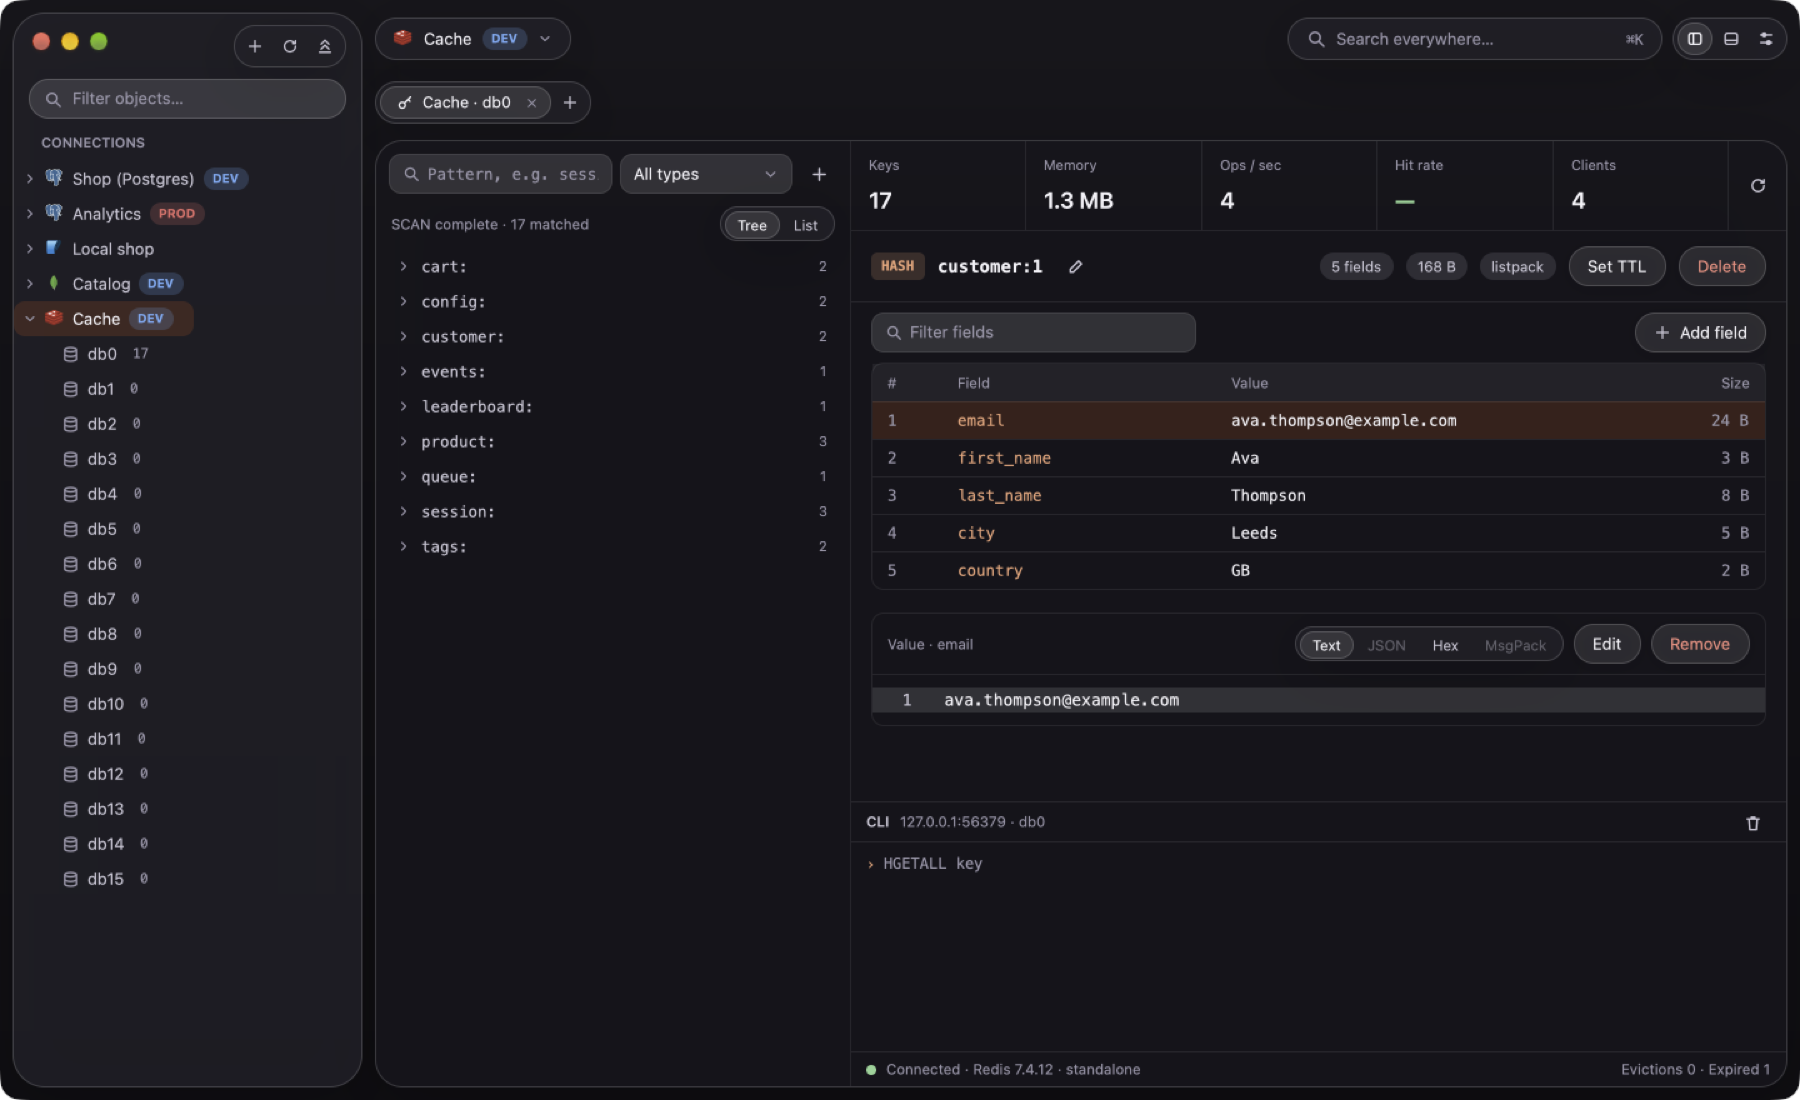 Filter objects...
CONNECTIONS
Shop (Postgres) DEV
Analytics PROD
Local shop
Catalog DEV
Cache DEV
db0 17
db1 0
db2 0
db3 0
db4 0
db5 0
db6 0
db7 0
db8 0
db9 0
db10 0
db11 0
db12 0
db13 0
db14 0
db15 0
Cache DEV
Search everywhere... ⌘K
Cache · db0
Pattern, e.g. sess
All types
SCAN complete · 17 matched
Tree List
cart: 2
config: 2
customer: 2
events: 1
leaderboard: 1
product: 3
queue: 1
session: 3
tags: 2
Keys Memory Ops / sec Hit rate Clients
17 1.3 MB 4 — 4
HASH customer:1 5 fields 168 B listpack Set TTL Delete
Filter fields
Add field
# Field Value Size
1 email ava.thompson@example.com 24 B
2 first_name Ava 3 B
3 last_name Thompson 8 B
4 city Leeds 5 B
5 country GB 2 B
Value · email Text JSON Hex MsgPack Edit Remove
1 ava.thompson@example.com
CLI 127.0.0.1:56379 · db0
› HGETALL key
Connected · Redis 7.4.12 · standalone
Evictions 0 · Expired 1